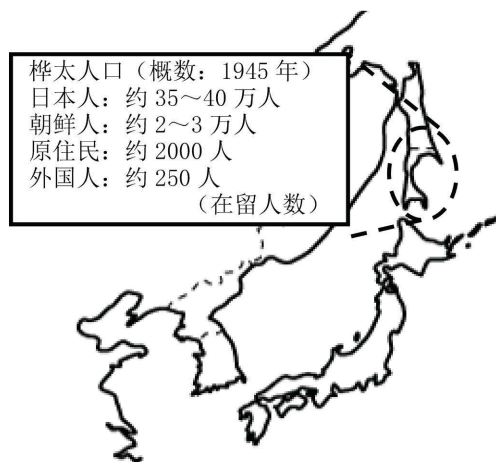 桦太人口（概数：1945 年）
日本人：约 35～40 万人
朝鲜人：约 2～3 万人
原住民：约 2000 人
外国人：约 250 人
（在留人数）